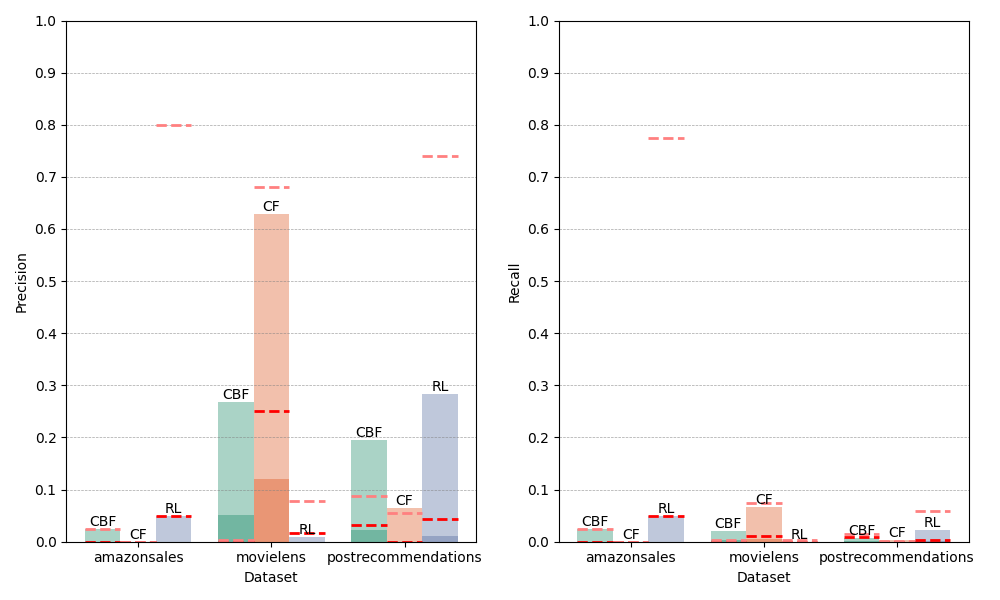 1.0
0.9
0.8
0.7
0.6
0.5
0.4
0.3
0.2
0.1
0.0
Precision
CBF
CF
RL
CBF
CF
RL
CBF
CF
RL
amazonsales
movielens
postrecommendations
Dataset
1.0
0.9
0.8
0.7
0.6
0.5
0.4
0.3
0.2
0.1
0.0
Recall
CBF
CF
RL
CBF
CF
RL
CBF
CF
RL
amazonsales
movielens
postrecommendations
Dataset